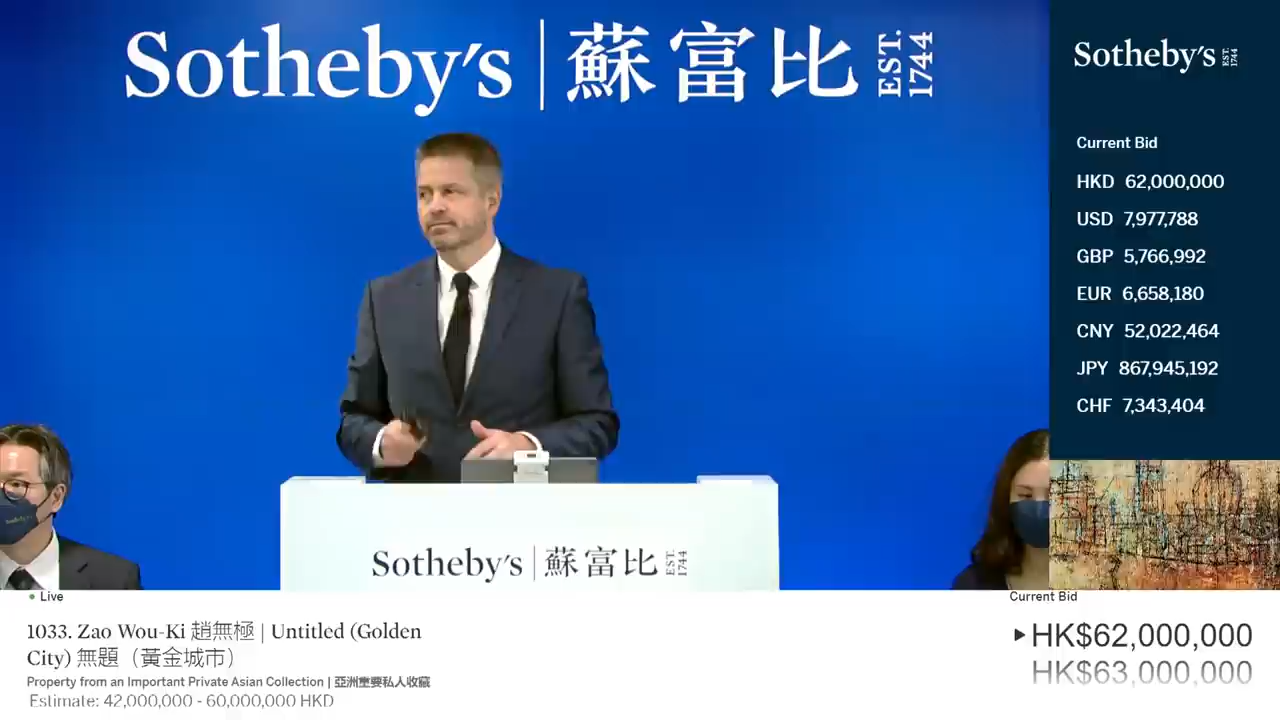 Sotheby's | 蘇富比 EST. 1744
Sotheby's EST. 1744
Current Bid
HKD 62,000,000
USD 7,977,788
GBP 5,766,992
EUR 6,658,180
CNY 52,022,464
JPY 867,945,192
CHF 7,343,404
Sotheby's
Sotheby's | 蘇富比 EST. 1744
Live
1033. Zao Wou-Ki 趙無極 | Untitled (Golden
City) 無題（黃金城市）
Property from an Important Private Asian Collection | 亞洲重要私人收藏
Estimate: 42,000,000 - 60,000,000 HKD
Current Bid
HK$62,000,000
HK$63,000,000